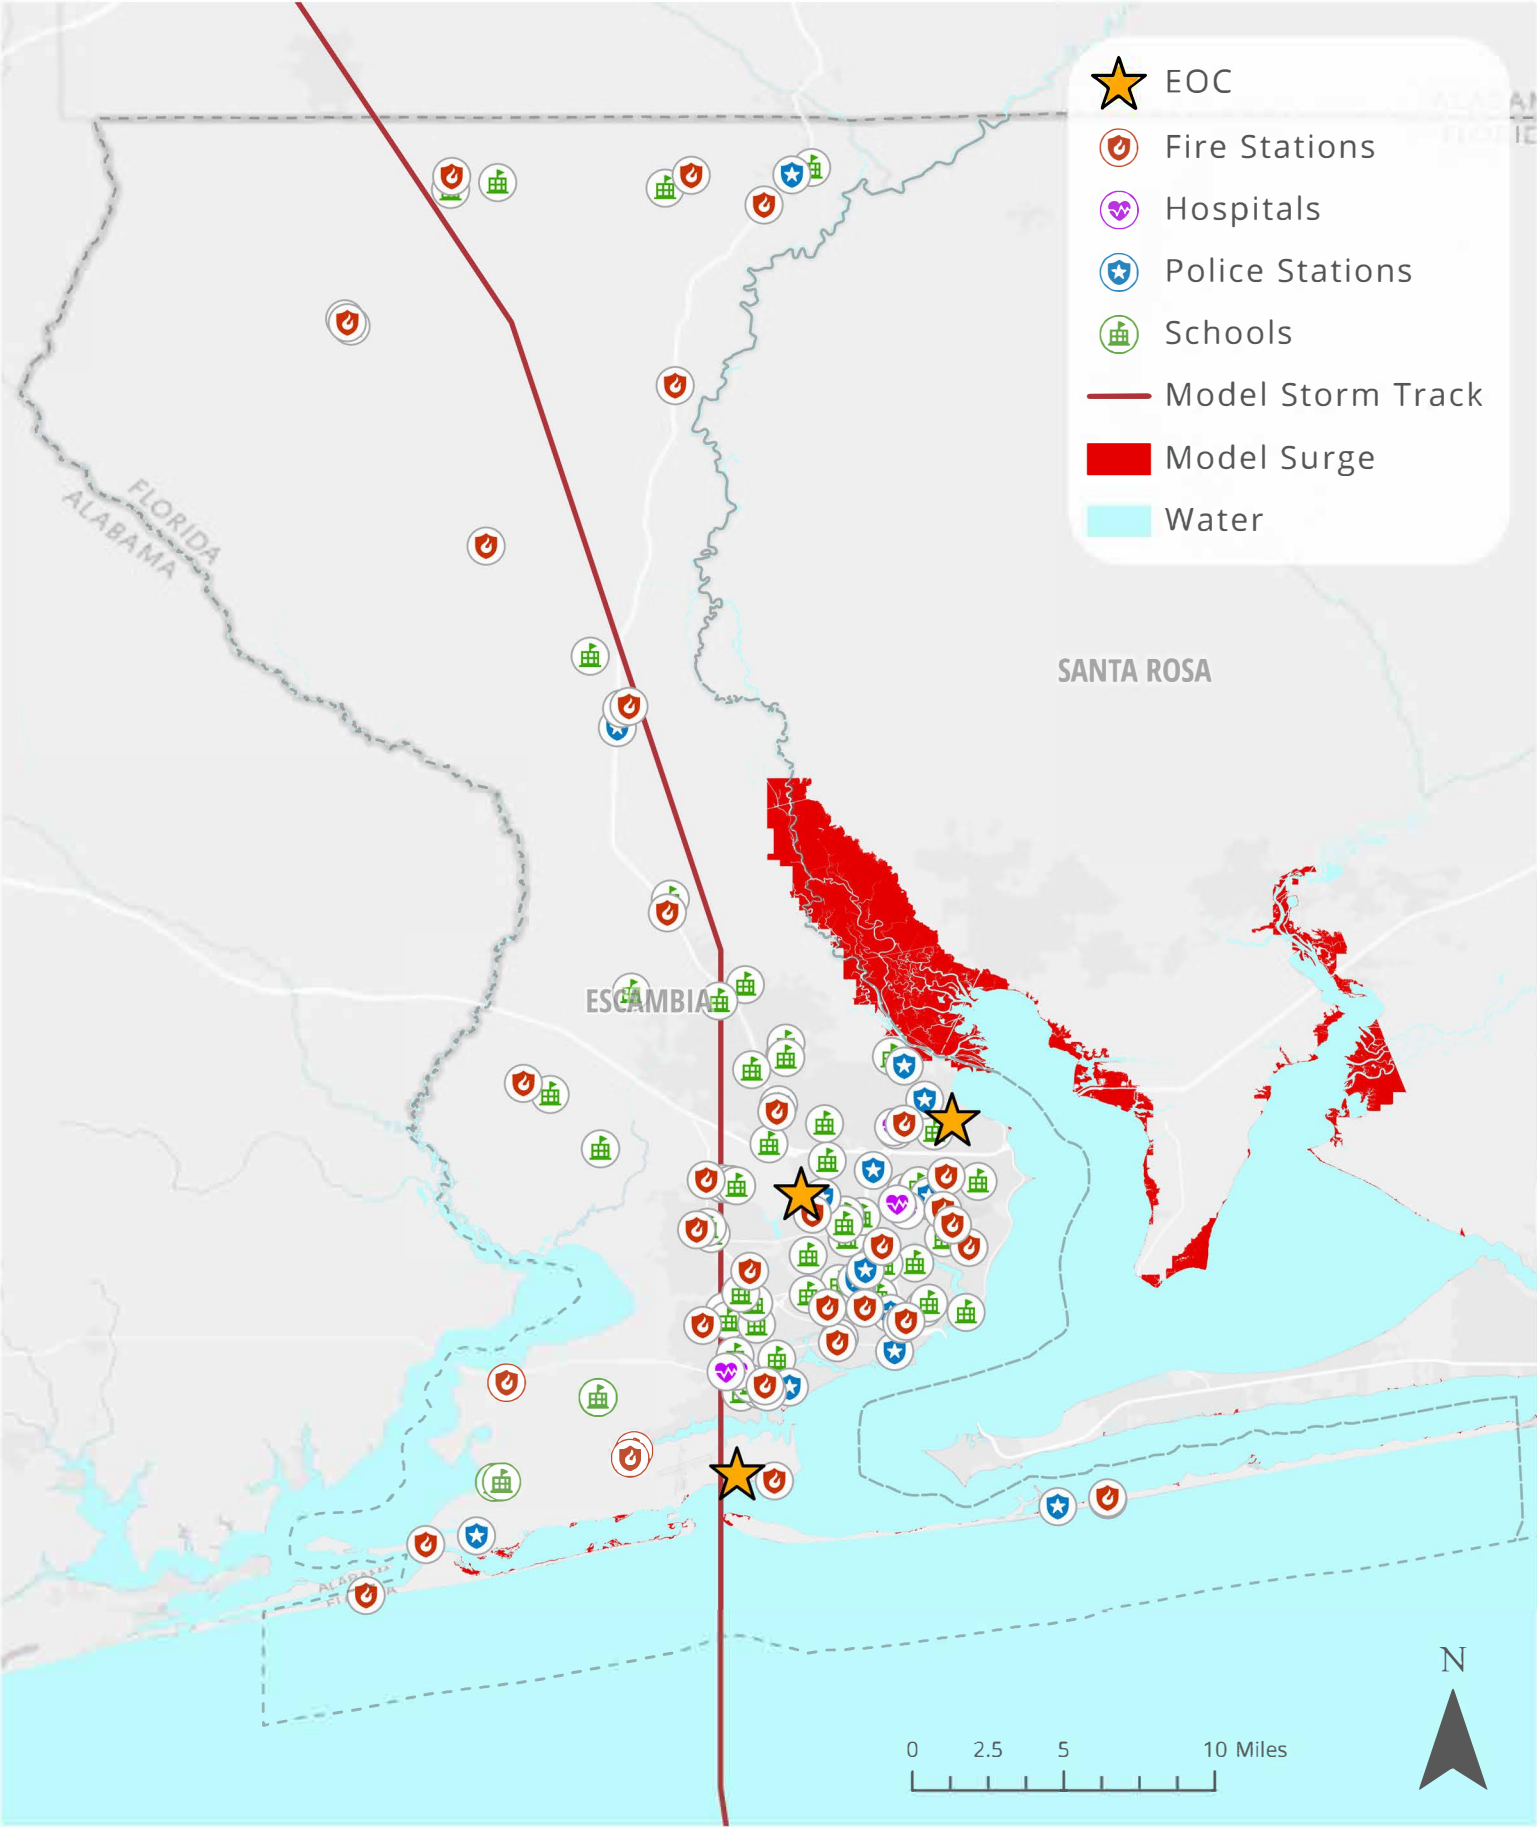 EOC
Fire Stations
Hospitals
Police Stations
Schools
Model Storm Track
Model Surge
Water
FLORIDA
ALABAMA
SANTA ROSA
ESCAMBIA
ALABAMA
N
0 2.5 5 10 Miles